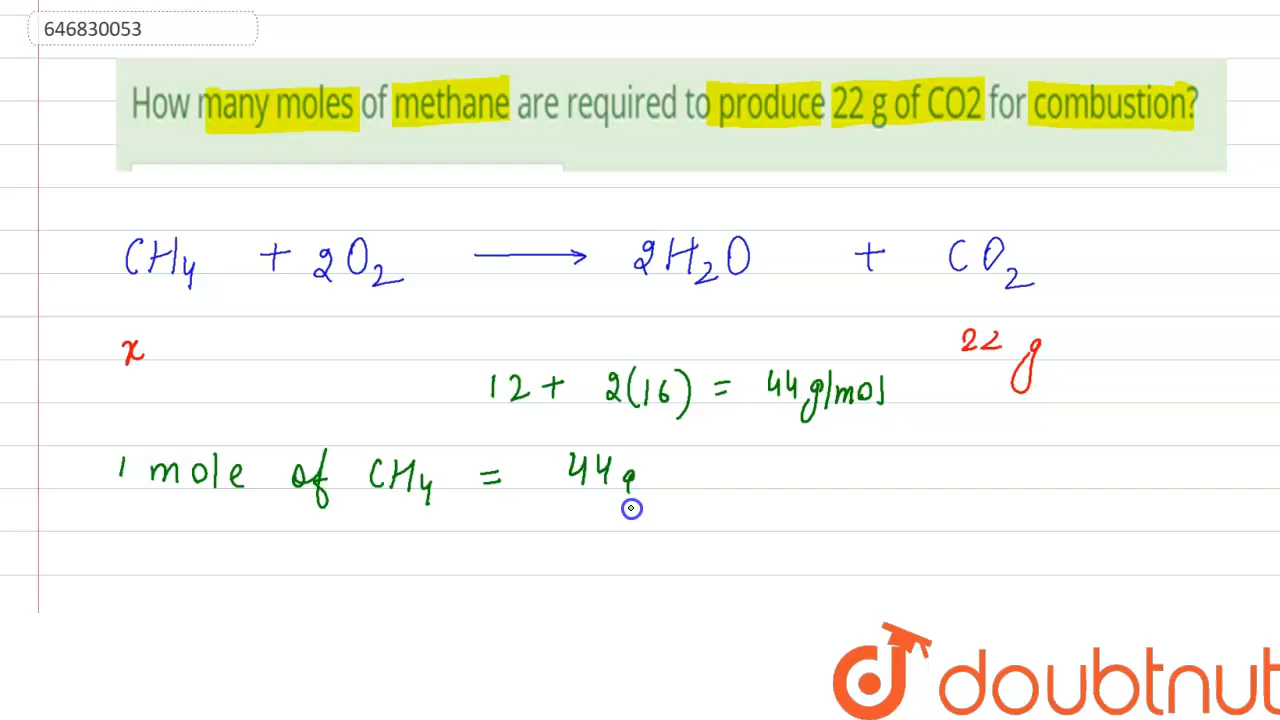 646830053
How many moles of methane are required to produce 22 g of CO2 for combustion?
CH₄ + 2O₂ ⟶ 2H₂O + CO₂
x 22 g
12 + 2(16) = 44 g/mol
1 mole of CH₄ = 44 g
doubtnut